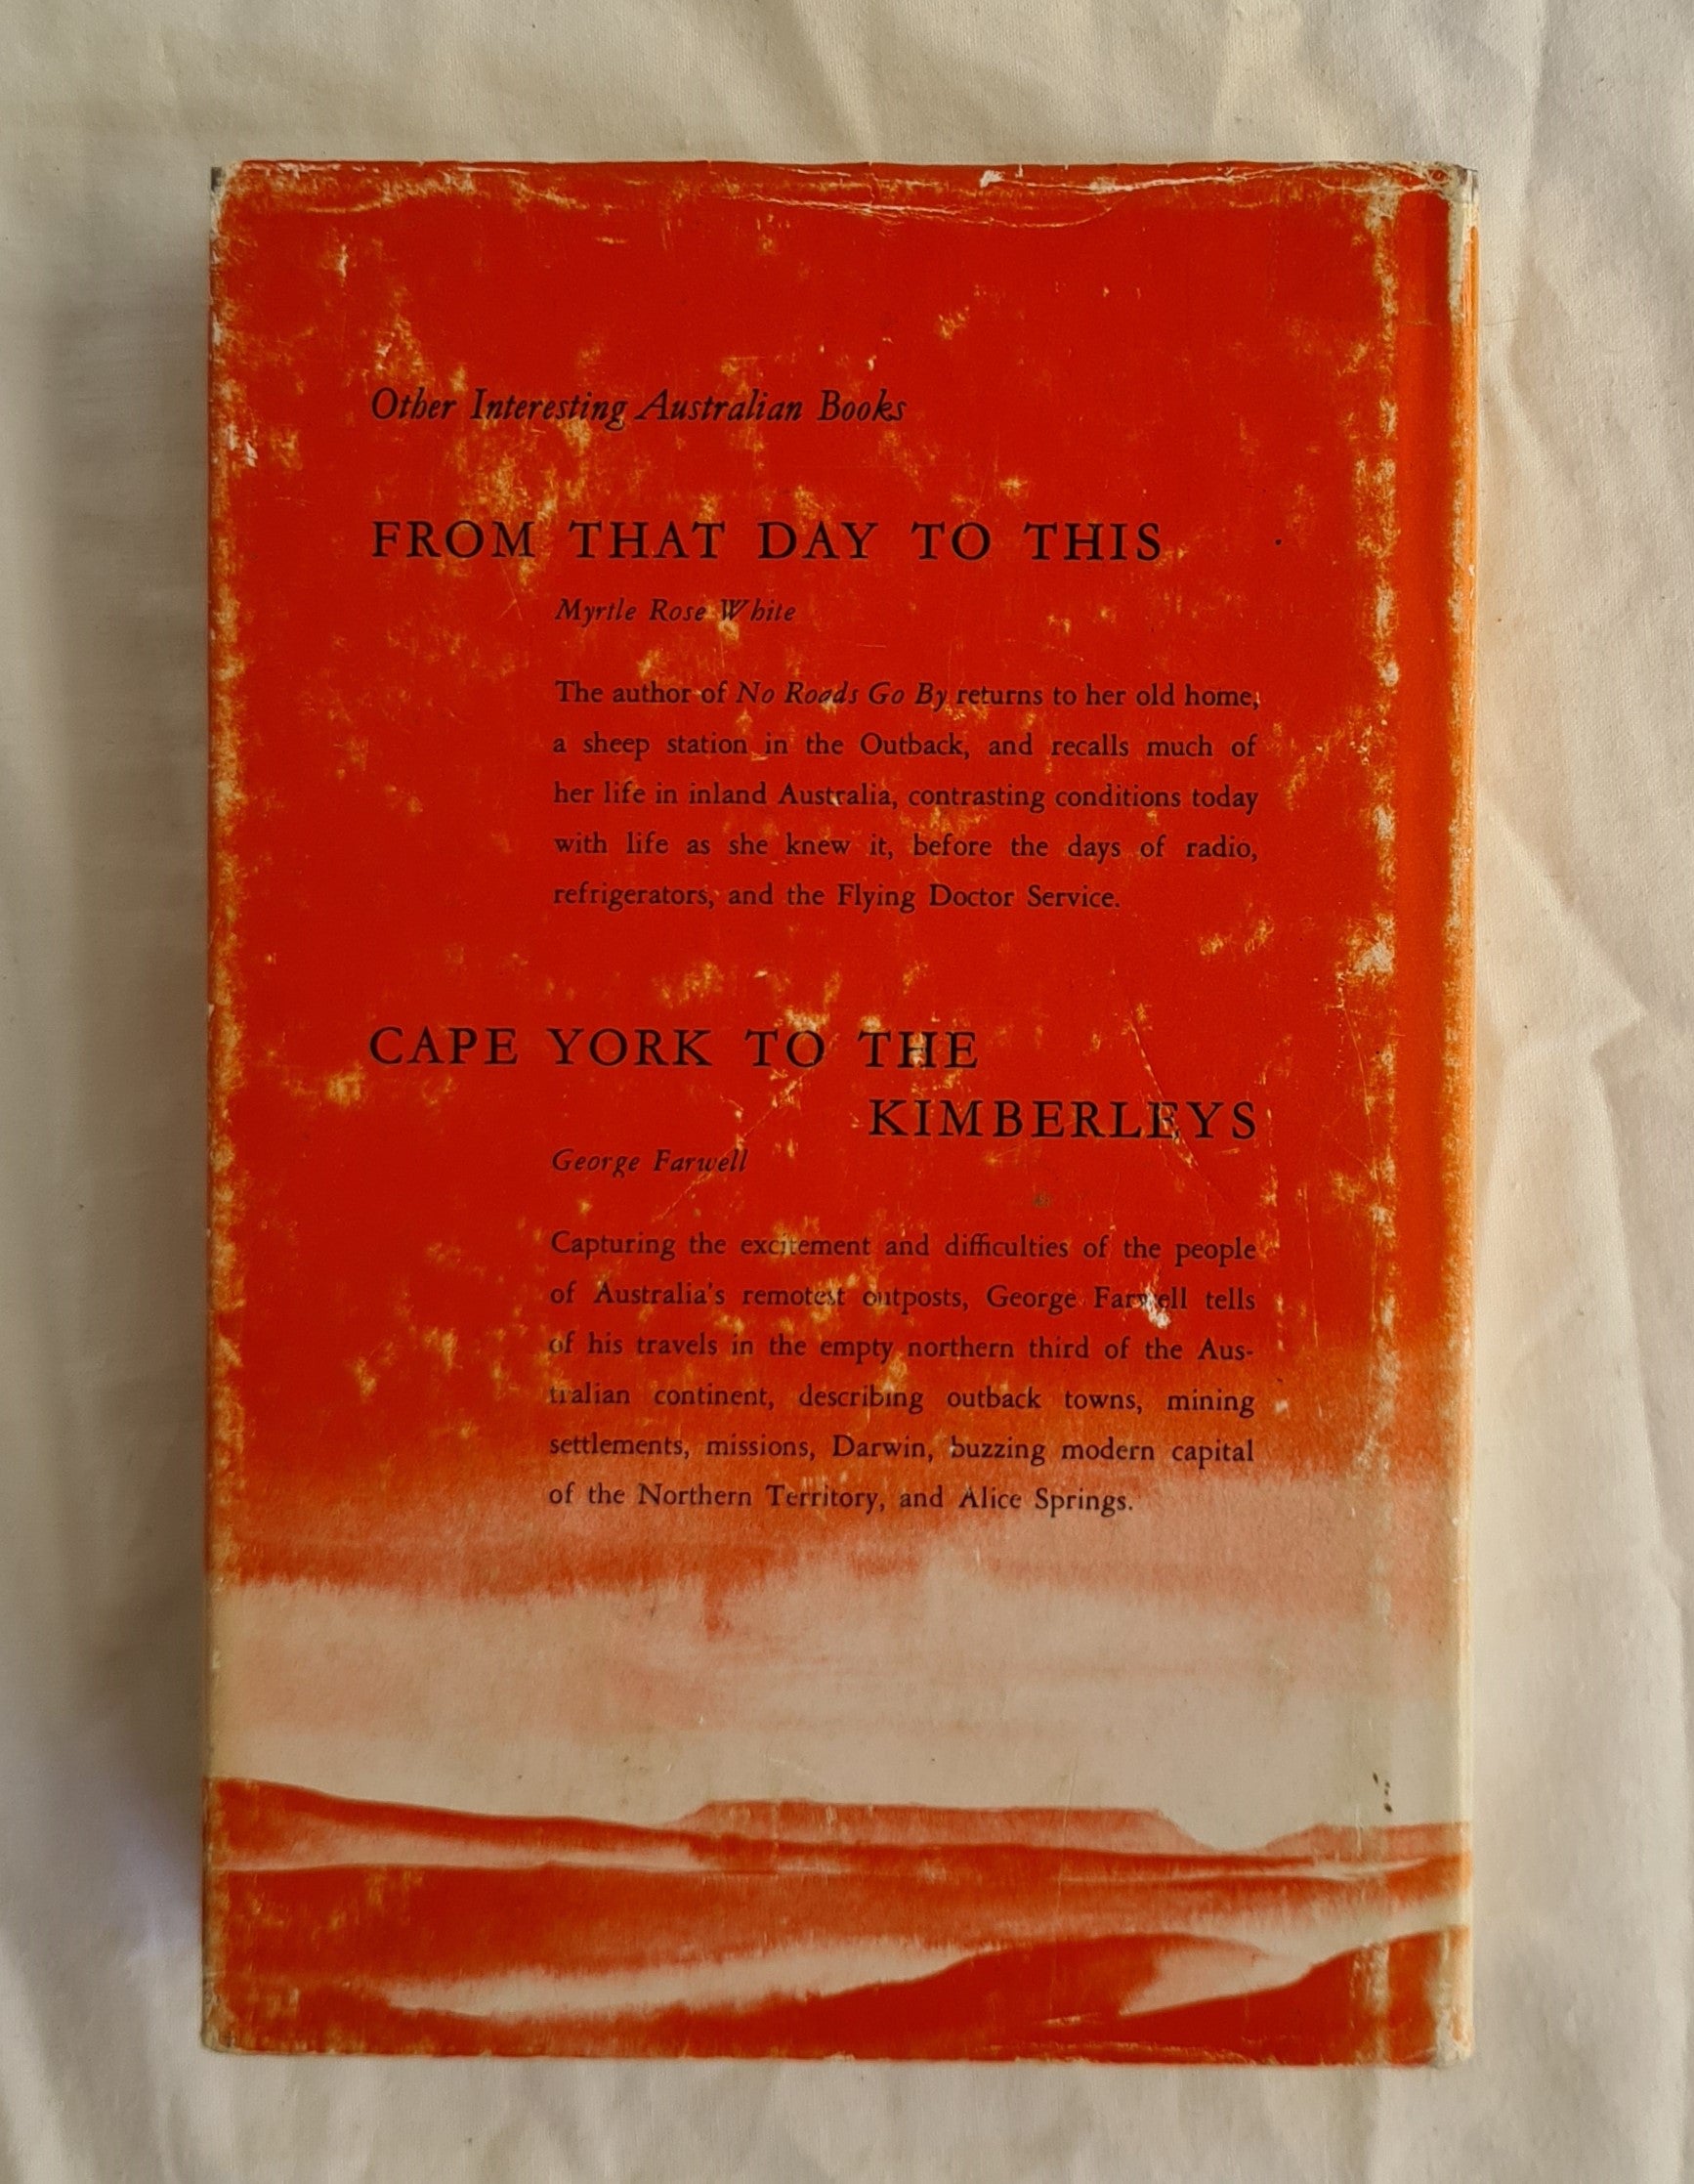 Other Interesting Australian Books
FROM THAT DAY TO THIS
Myrtle Rose White
The author of No Roads Go By returns to her old home,
a sheep station in the Outback, and recalls much of
her life in inland Australia, contrasting conditions today
with life as she knew it, before the days of radio,
refrigerators, and the Flying Doctor Service.
CAPE YORK TO THE
KIMBERLEYS
George Farwell
Capturing the excitement and difficulties of the people
of Australia's remotest outposts, George Farwell tells
of his travels in the empty northern third of the Aus-
tralian continent, describing outback towns, mining
settlements, missions, Darwin, buzzing modern capital
of the Northern Territory, and Alice Springs.